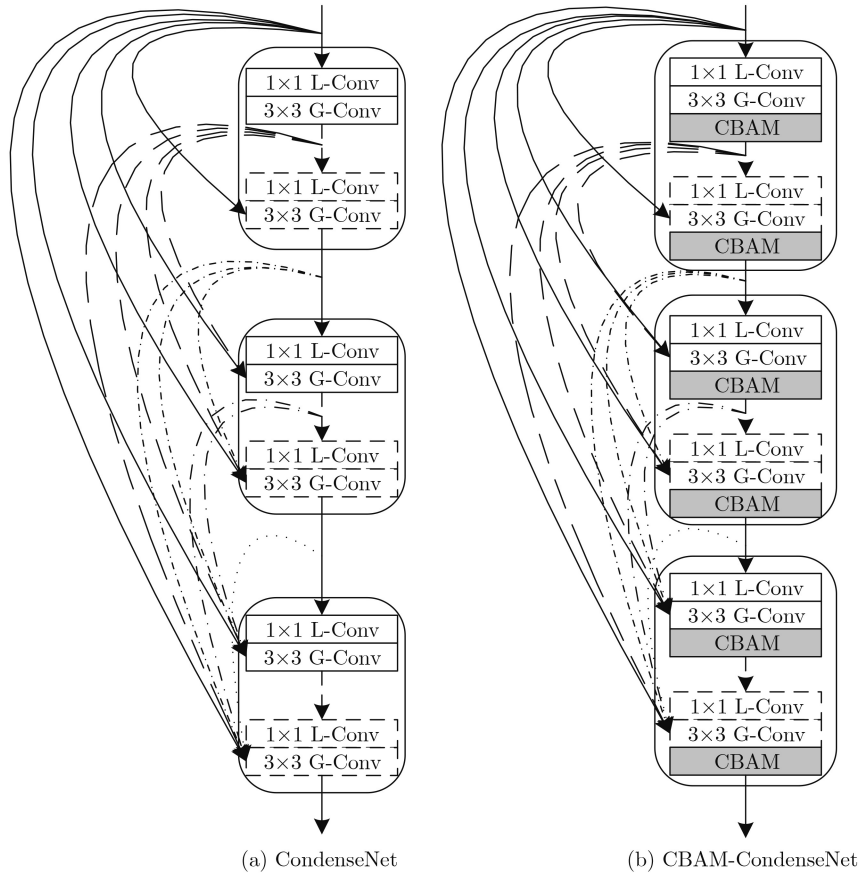 1×1 L-Conv
3×3 G-Conv
1×1 L-Conv
3×3 G-Conv
1×1 L-Conv
3×3 G-Conv
1×1 L-Conv
3×3 G-Conv
1×1 L-Conv
3×3 G-Conv
1×1 L-Conv
3×3 G-Conv
(a) CondenseNet
1×1 L-Conv
3×3 G-Conv
CBAM
1×1 L-Conv
3×3 G-Conv
CBAM
1×1 L-Conv
3×3 G-Conv
CBAM
1×1 L-Conv
3×3 G-Conv
CBAM
1×1 L-Conv
3×3 G-Conv
CBAM
1×1 L-Conv
3×3 G-Conv
CBAM
(b) CBAM-CondenseNet